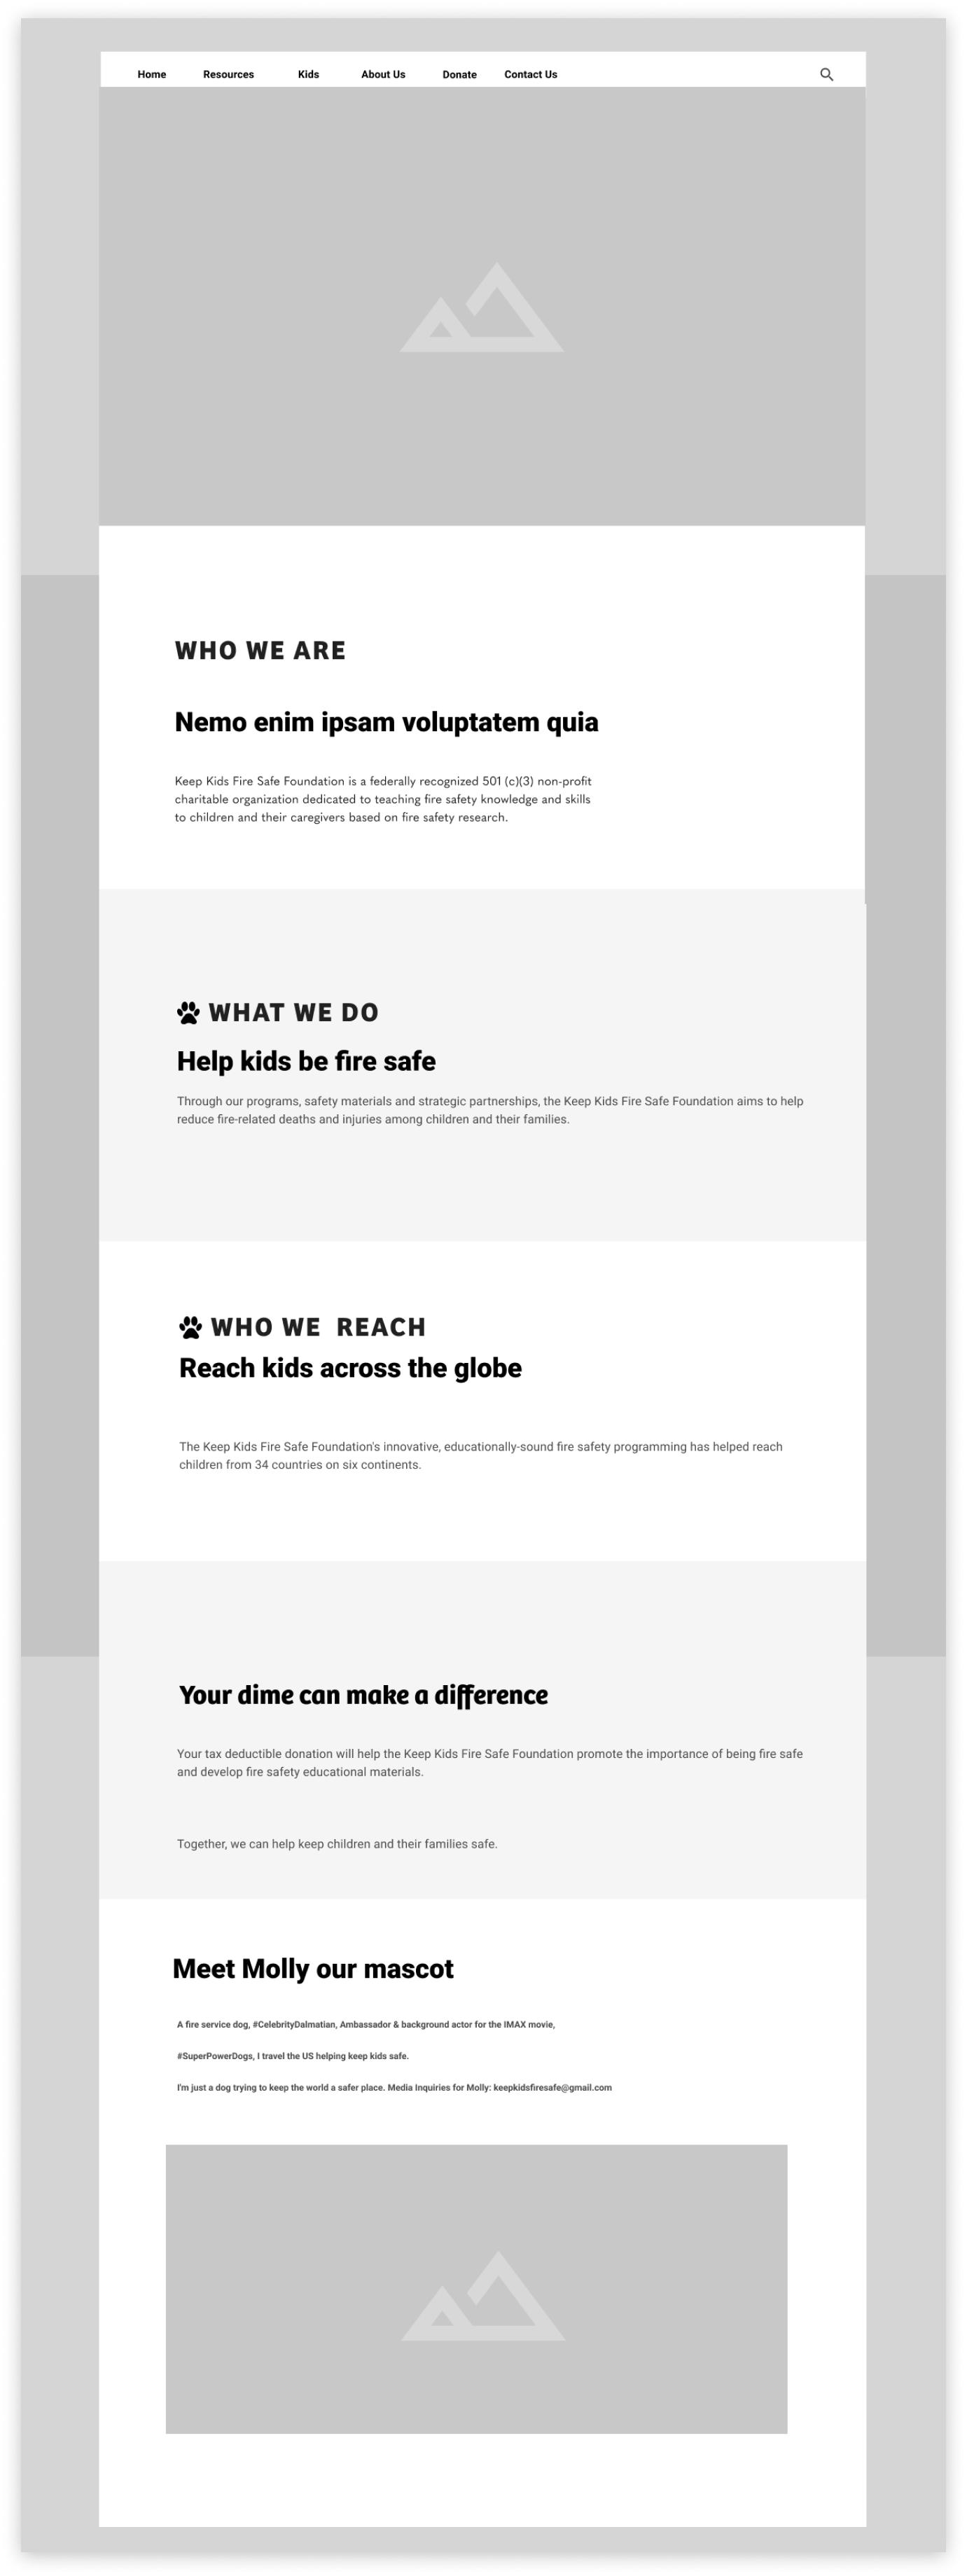 Home Resources Kids About Us Donate Contact Us
WHO WE ARE
Nemo enim ipsam voluptatem quia
Keep Kids Fire Safe Foundation is a federally recognized 501 (c)(3) non-profit
charitable organization dedicated to teaching fire safety knowledge and skills
to children and their caregivers based on fire safety research.
WHAT WE DO
Help kids be fire safe
Through our programs, safety materials and strategic partnerships, the Keep Kids Fire Safe Foundation aims to help
reduce fire-related deaths and injuries among children and their families.
WHO WE REACH
Reach kids across the globe
The Keep Kids Fire Safe Foundation's innovative, educationally-sound fire safety programming has helped reach
children from 34 countries on six continents.
Your dime can make a difference
Your tax deductible donation will help the Keep Kids Fire Safe Foundation promote the importance of being fire safe
and develop fire safety educational materials.
Together, we can help keep children and their families safe.
Meet Molly our mascot
A fire service dog, #CelebrityDalmatian, Ambassador & background actor for the IMAX movie,
#SuperPowerDogs, I travel the US helping keep kids safe.
I'm just a dog trying to keep the world a safer place. Media Inquiries for Molly: keepkidsfiresafe@gmail.com